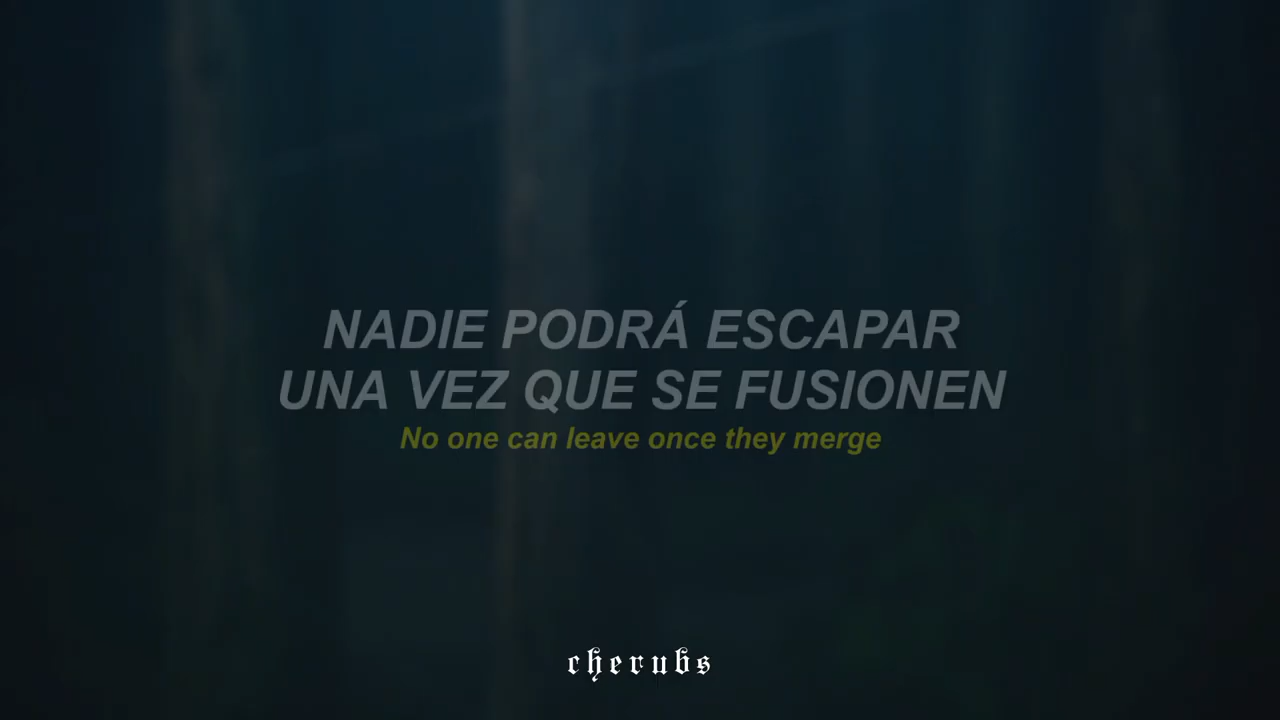 NADIE PODRÁ ESCAPAR
UNA VEZ QUE SE FUSIONEN
No one can leave once they merge
cherubs